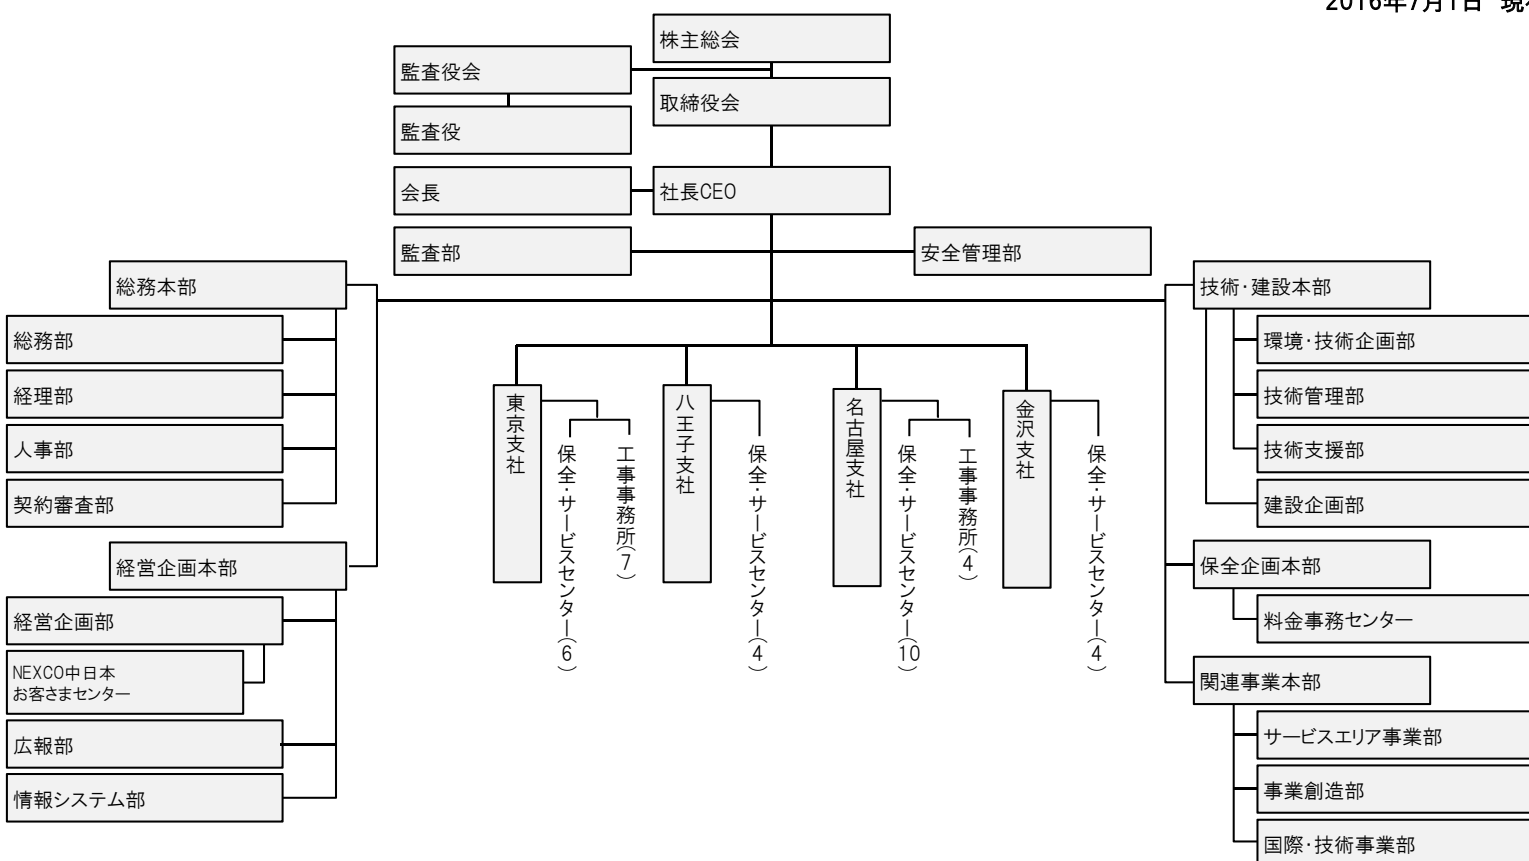 2016年7月1日 現
株主総会
監査役会
取締役会
監査役
会長
社長CEO
監査部
安全管理部
総務本部
総務部
経理部
人事部
契約審査部
経営企画本部
経営企画部
NEXCO中日本
お客さまセンター
広報部
情報システム部
東京支社
保全・サービスセンター(6)
工事事務所(7)
八王子支社
保全・サービスセンター(4)
名古屋支社
保全・サービスセンター(10)
工事事務所(4)
金沢支社
保全・サービスセンター(4)
技術・建設本部
環境・技術企画部
技術管理部
技術支援部
建設企画部
保全企画本部
料金事務センター
関連事業本部
サービスエリア事業部
事業創造部
国際・技術事業部